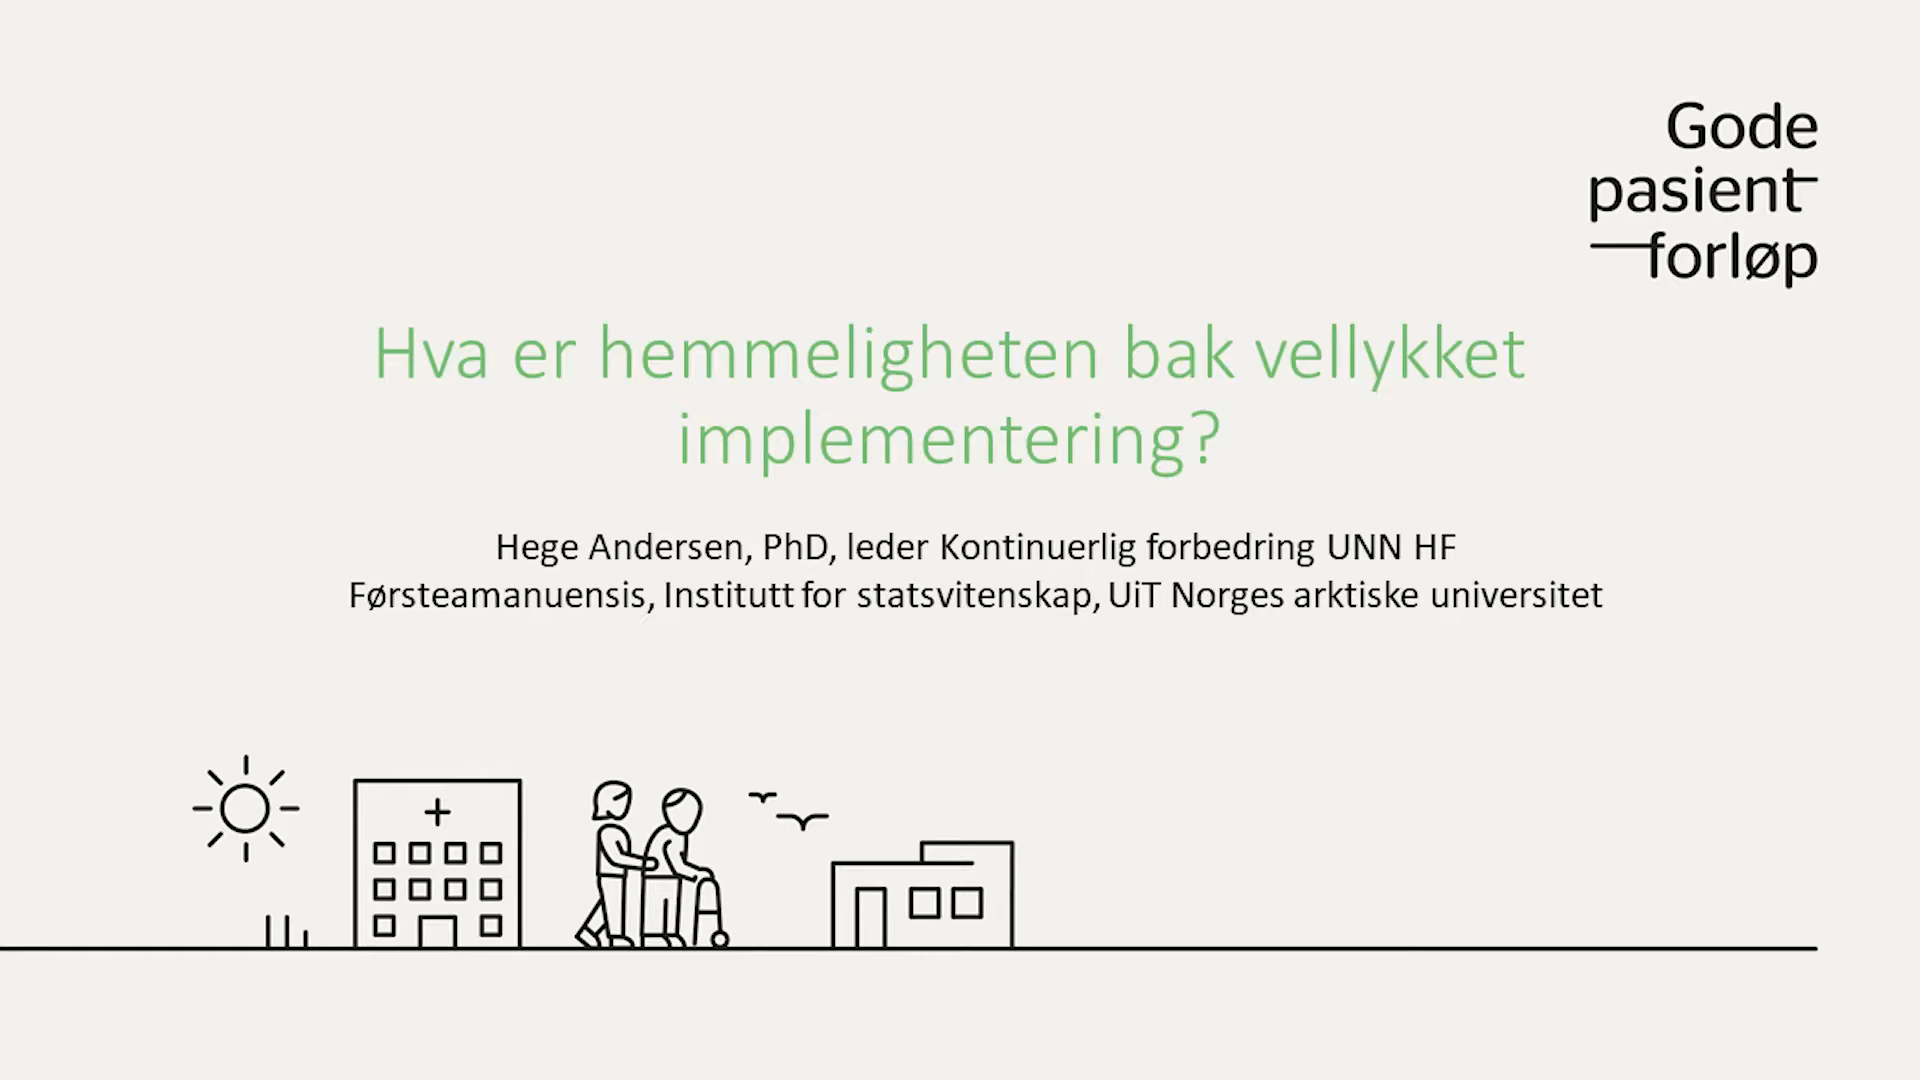 Gode
pasient-
-forløp
Hva er hemmeligheten bak vellykket
implementering?
Hege Andersen, PhD, leder Kontinuerlig forbedring UNN HF
Førsteamanuensis, Institutt for statsvitenskap, UiT Norges arktiske universitet